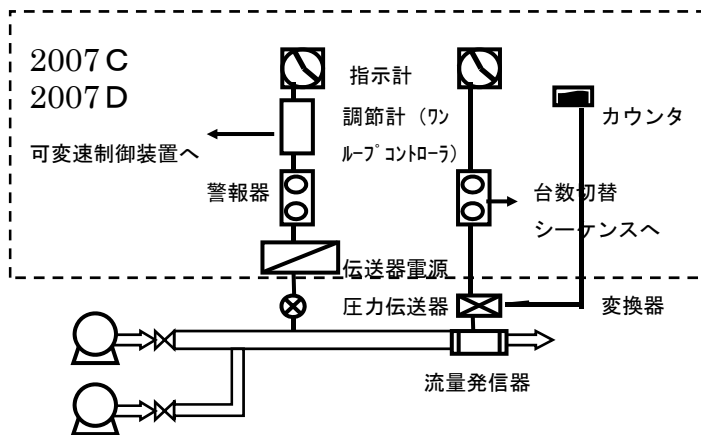 2007C
2007D
指示計
調節計（ﾜﾝ
ﾙｰﾌﾟｺﾝﾄﾛｰﾗ）
カウンタ
可変速制御装置へ
警報器
台数切替
シーケンスへ
伝送器電源
圧力伝送器
変換器
流量発信器